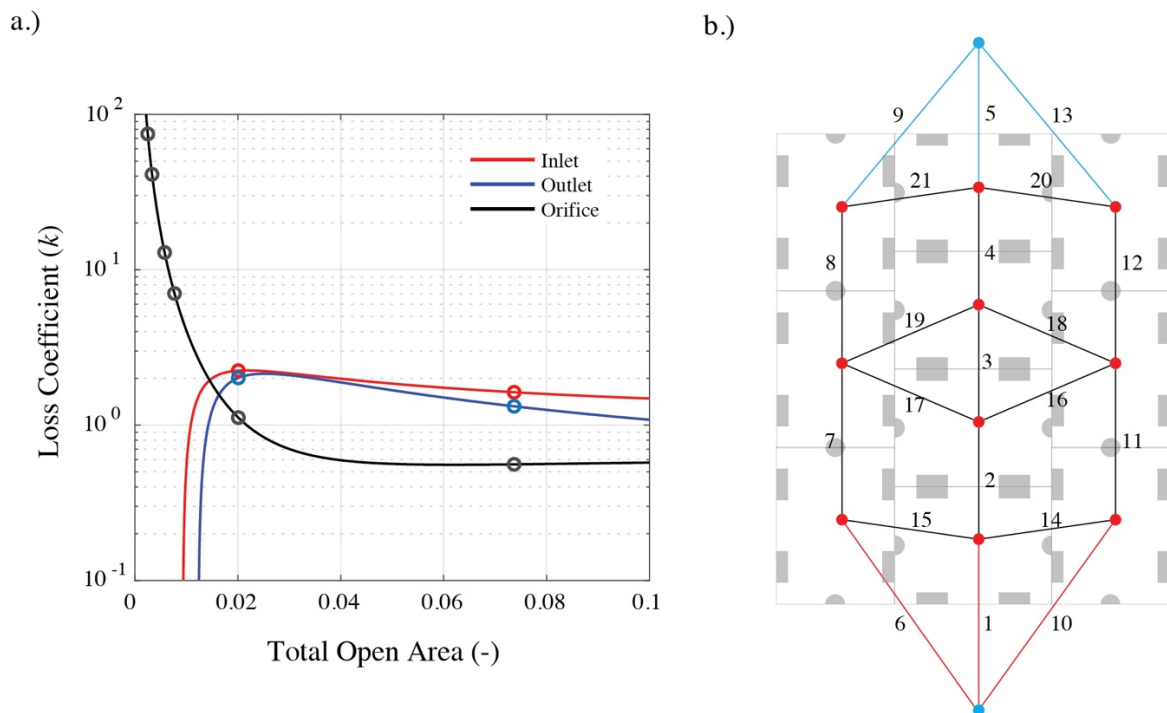 a.)
10^2
10^1
10^0
10^-1
Loss Coefficient (k)
Inlet
Outlet
Orifice
0 0.02 0.04 0.06 0.08 0.1
Total Open Area (-)
b.)
9 5 13
21 20
8 4 12
19 18
3
17 16
7 11
2
15 14
6 1 10